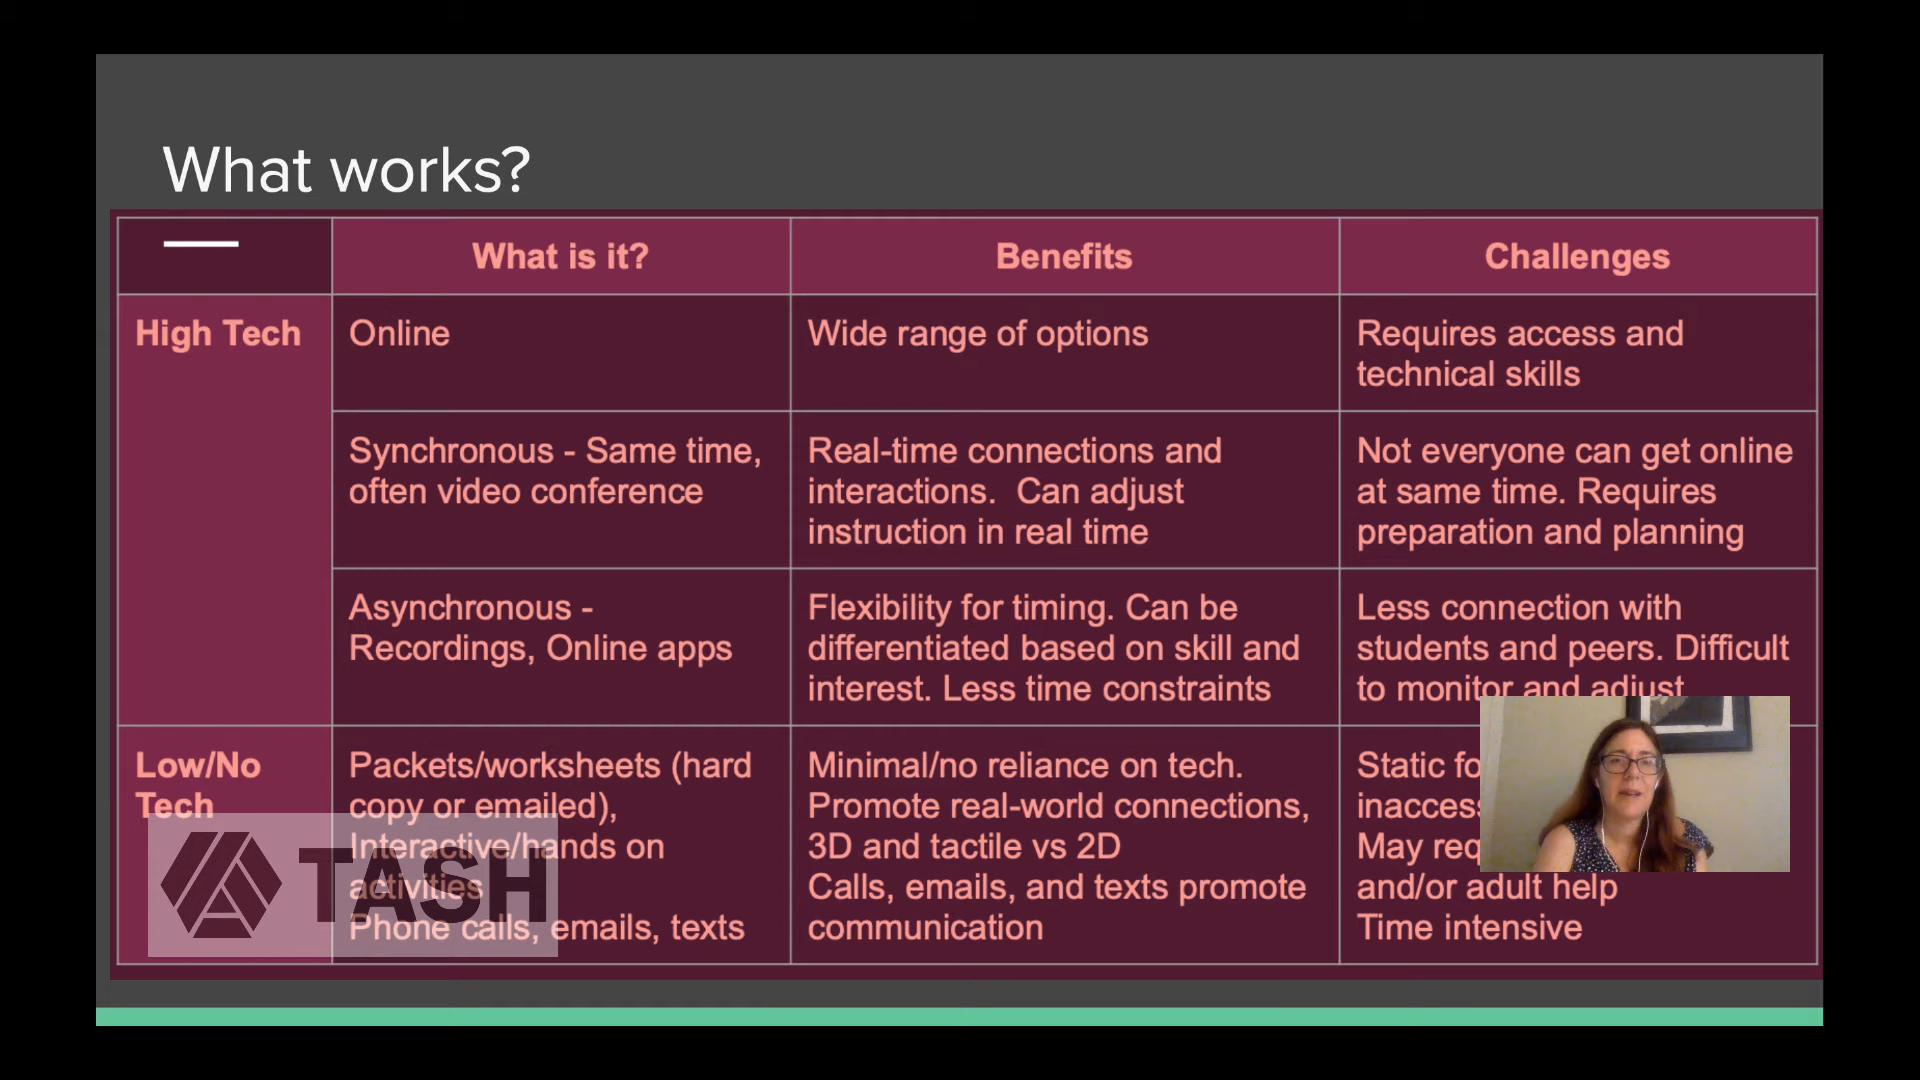 What works?
What is it?
Benefits
Challenges
High Tech
Online
Wide range of options
Requires access and
technical skills
Synchronous - Same time,
often video conference
Real-time connections and
interactions.  Can adjust
instruction in real time
Not everyone can get online
at same time. Requires
preparation and planning
Asynchronous -
Recordings, Online apps
Flexibility for timing. Can be
differentiated based on skill and
interest. Less time constraints
Less connection with
students and peers. Difficult
to monitor and adjust
Low/No
Tech
Packets/worksheets (hard
copy or emailed),
Interactive/hands on
activities
Phone calls, emails, texts
Minimal/no reliance on tech.
Promote real-world connections,
3D and tactile vs 2D
Calls, emails, and texts promote
communication
Static
May
and/or adult help
Time intensive
TASH